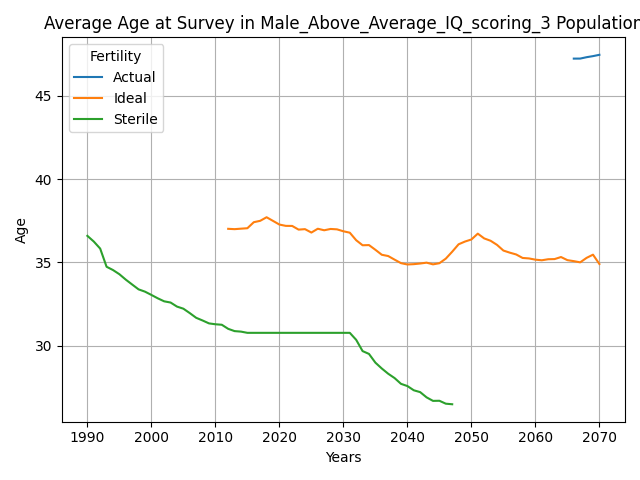 Average Age at Survey in Male_Above_Average_IQ_scoring_3 Population
Fertility
Actual
Ideal
Sterile
Age
45
40
35
30
1990 2000 2010 2020 2030 2040 2050 2060 2070
Years